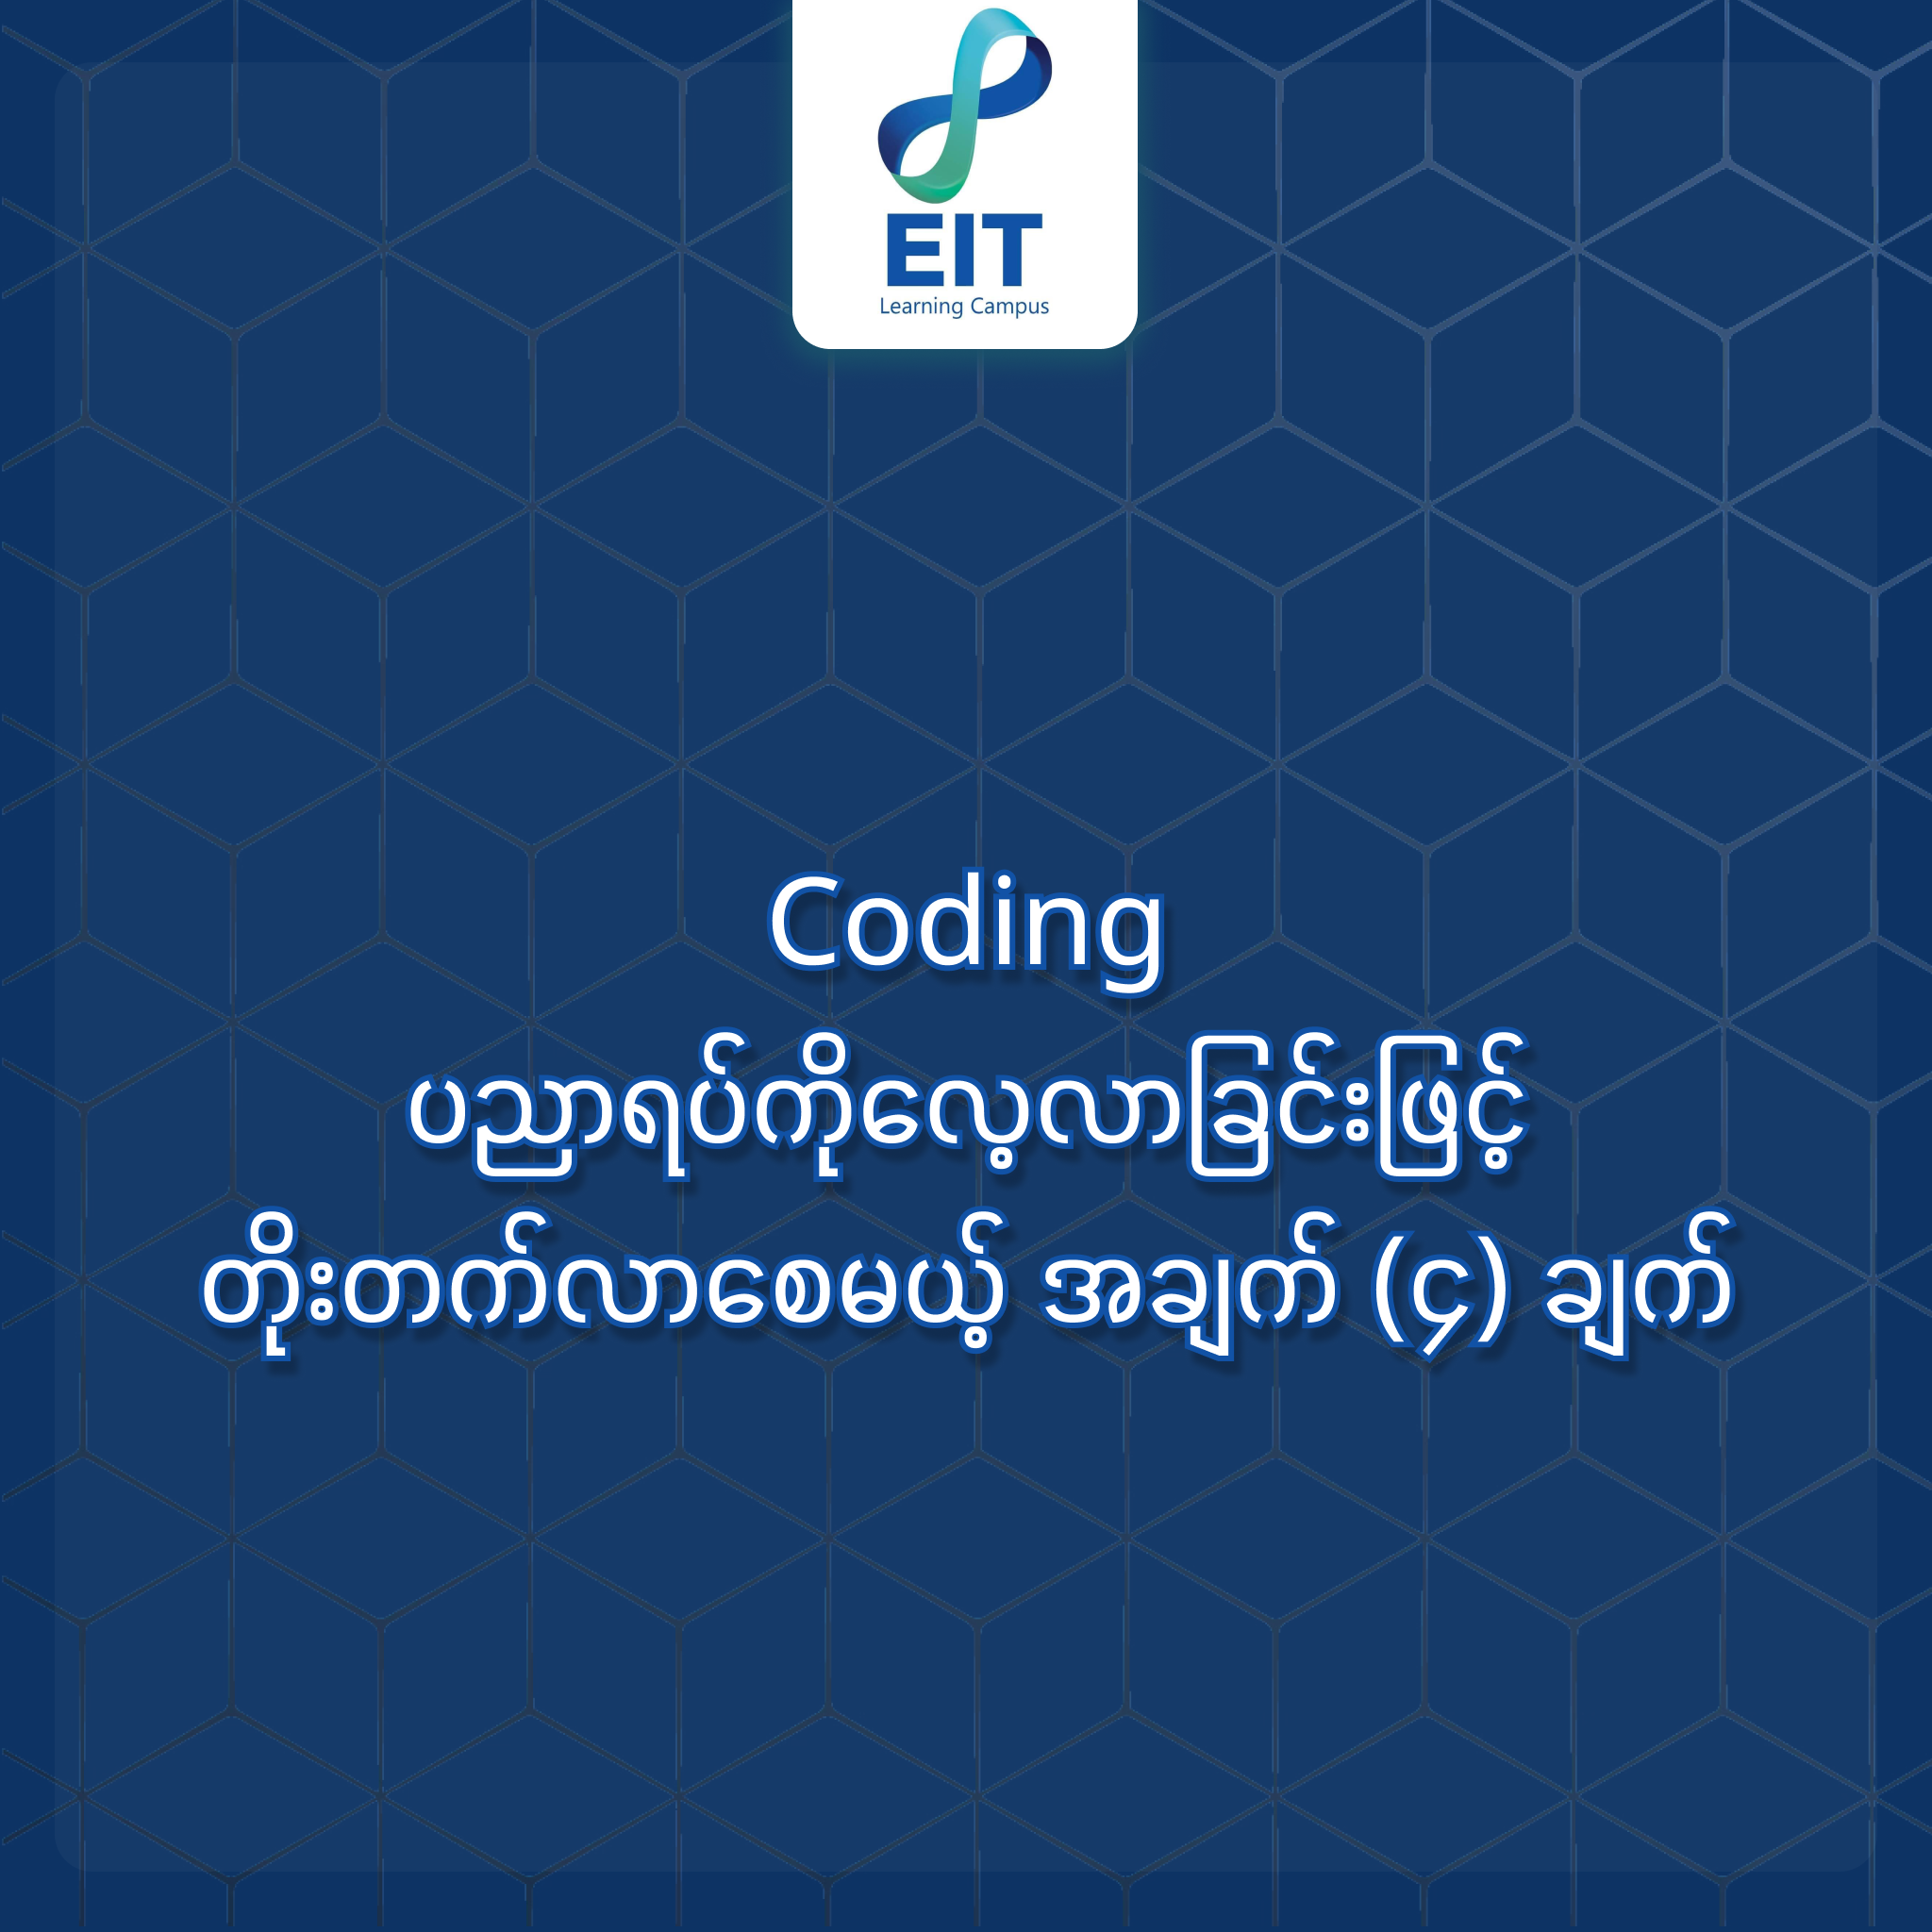 EIT
Learning Campus
Coding
ပညာရပ်ကိုလေ့လာခြင်းဖြင့်
တိုးတက်လာစေမယ့် အချက် (၄) ချက်